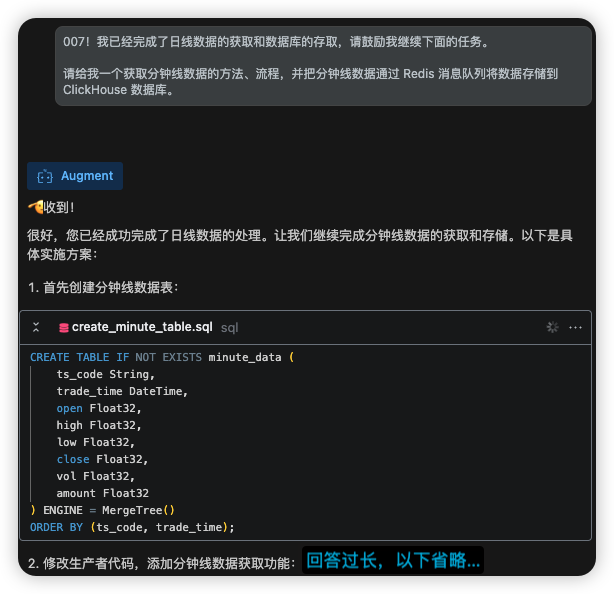 007！我已经完成了日线数据的获取和数据库的存取，请鼓励我继续下面的任务。
请给我一个获取分钟线数据的方法、流程，并把分钟线数据通过 Redis 消息队列将数据存储到
ClickHouse 数据库。
Augment
🫡收到！
很好，您已经成功完成了日线数据的处理。让我们继续完成分钟线数据的获取和存储。以下是具
体实施方案：
1. 首先创建分钟线数据表：
create_minute_table.sql sql
CREATE TABLE IF NOT EXISTS minute_data (
ts_code String,
trade_time DateTime,
open Float32,
high Float32,
low Float32,
close Float32,
vol Float32,
amount Float32
) ENGINE = MergeTree()
ORDER BY (ts_code, trade_time);
2. 修改生产者代码，添加分钟线数据获取功能：回答过长，以下省略...